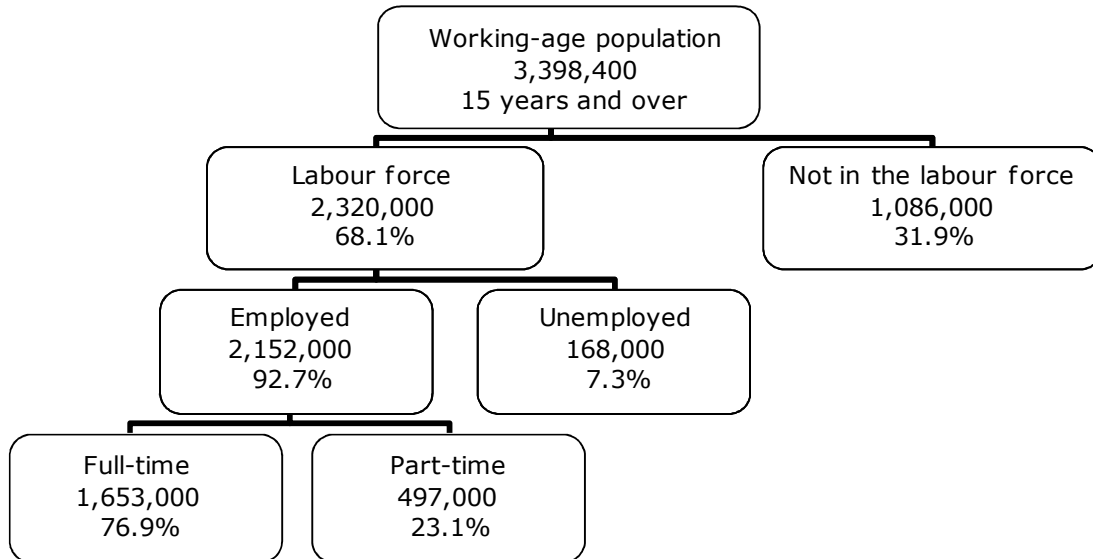 Working-age population
3,398,400
15 years and over
Labour force
2,320,000
68.1%
Not in the labour force
1,086,000
31.9%
Employed
2,152,000
92.7%
Unemployed
168,000
7.3%
Full-time
1,653,000
76.9%
Part-time
497,000
23.1%